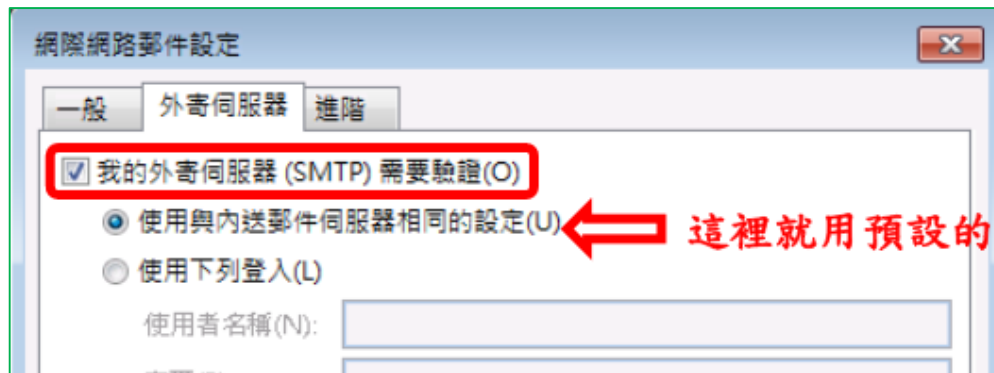 網際網路郵件設定
一般 外寄伺服器 進階
我的外寄伺服器 (SMTP) 需要驗證(O)
使用與內送郵件伺服器相同的設定(U) 這裡就用預設的
使用下列登入(L)
使用者名稱(N):